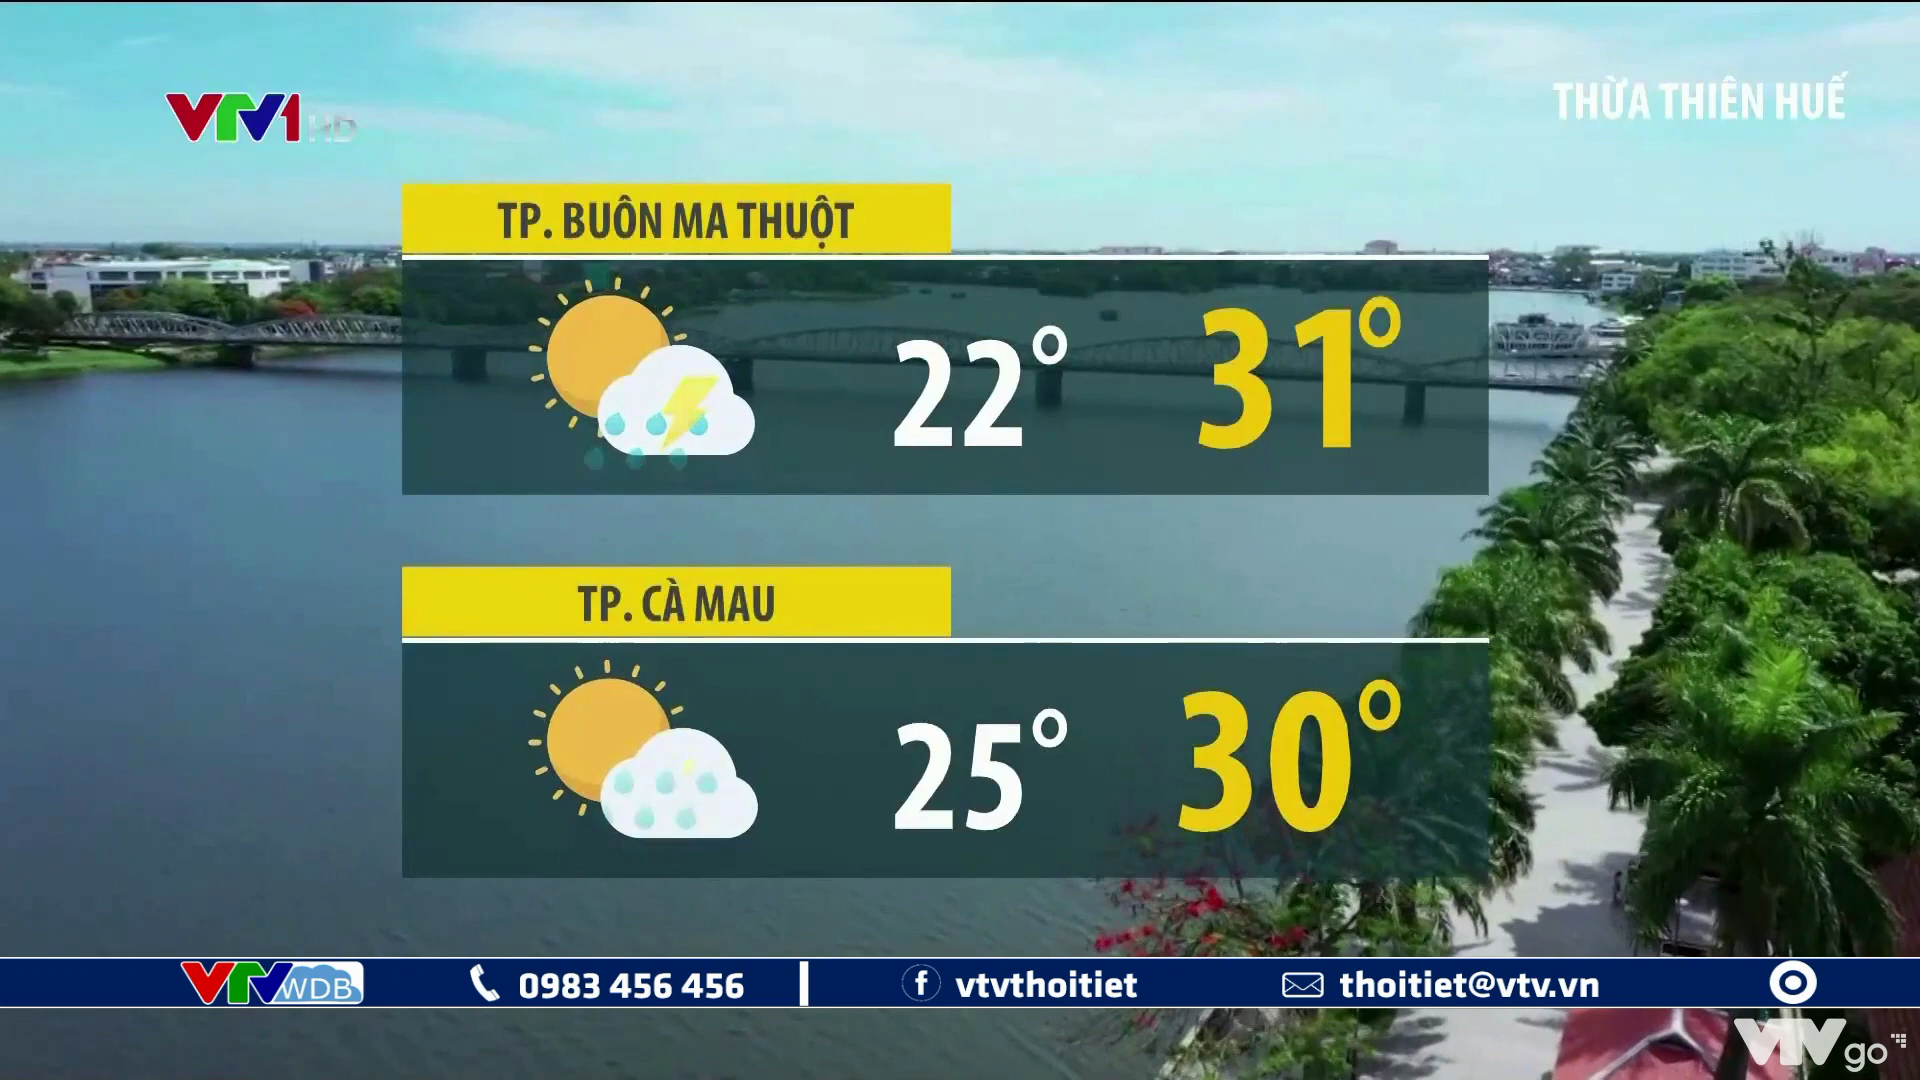 VTV1 HD
THỪA THIÊN HUẾ
TP. BUÔN MA THUỘT
22° 31°
TP. CÀ MAU
25° 30°
VTV WDB 0983 456 456 vtvthoitiet thoitiet@vtv.vn
VTV go